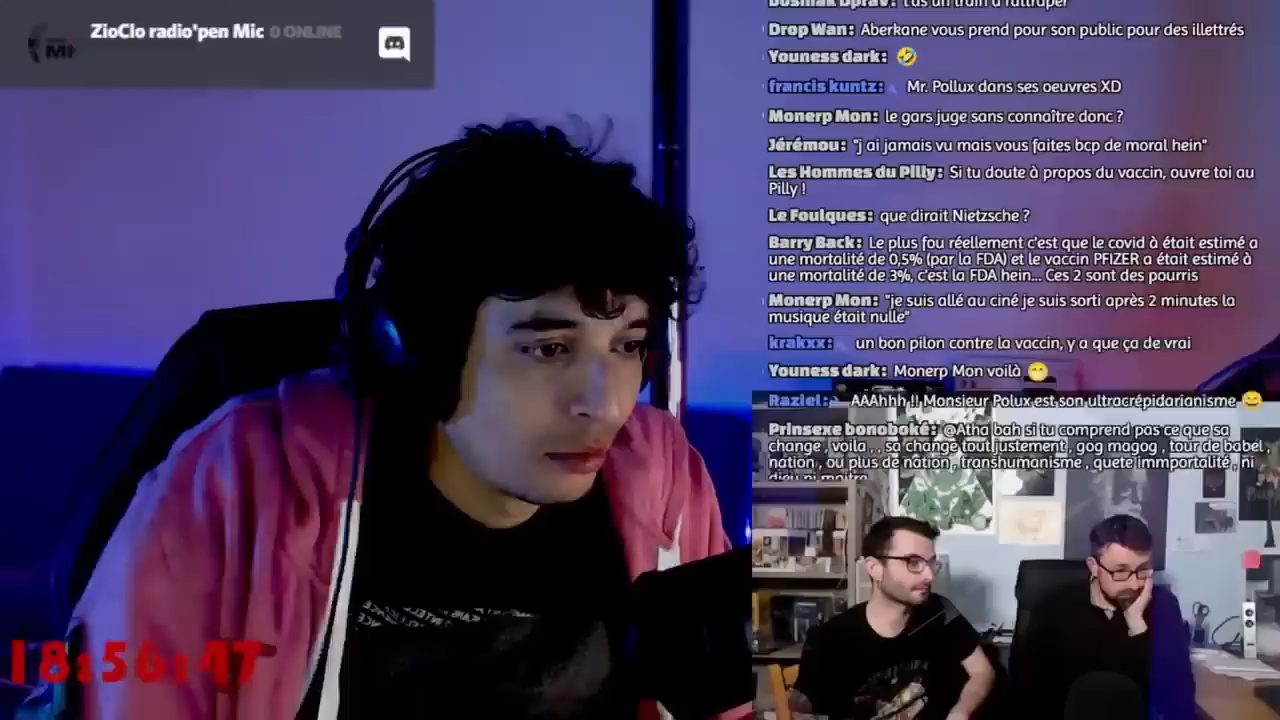 ZioClo radio'pen Mic 0 ONLINE
Drop Wan: Aberkane vous prend pour son public pour des illettrés
Youness dark: 🤣
francis kuntz: Mr. Pollux dans ses oeuvres XD
Monerp Mon: le gars juge sans connaître donc ?
Jérémou: "j ai jamais vu mais vous faites bcp de moral hein"
Les Hommes du Pilly: Si tu doute à propos du vaccin, ouvre toi au
Pilly !
Le Foulques: que dirait Nietzsche ?
Barry Back: Le plus fou réellement c'est que le covid à était estimé a
une mortalité de 0,5% (par la FDA) et le vaccin PFIZER a était estimé à
une mortalité de 3%, c'est la FDA hein... Ces 2 sont des pourris
Monerp Mon: "je suis allé au ciné je suis sorti après 2 minutes la
musique était nulle"
krakxx: un bon pilon contre la vaccin, y a que ça de vrai
Youness dark: Monerp Mon voilà 😁
Raziel: AAAhhh !! Monsieur Polux est son ultracrépidarianisme 😄
Prinsexe bonoboké: @Atha bah si tu comprend pas ce que sa
change , voila , , sa change tout justement , gog magog , tour de babel ,
nation , ou plus de nation , transhumanisme , quete immportalité , ni
dieu ni maitre
18:56:47